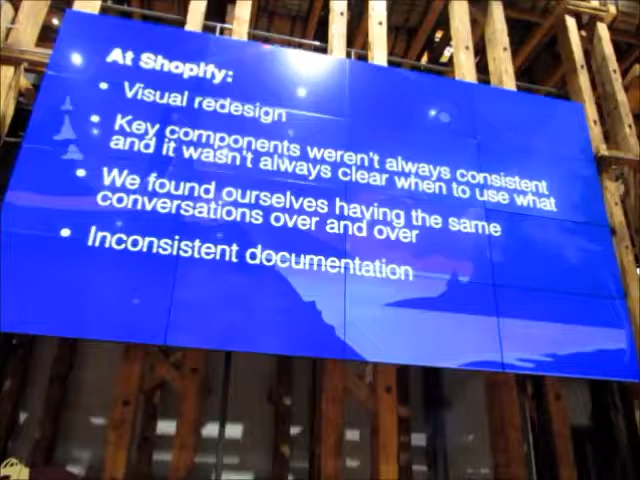 At Shopify:
• Visual redesign
• Key components weren't always consistent
and it wasn't always clear when to use what
• We found ourselves having the same
conversations over and over
• Inconsistent documentation